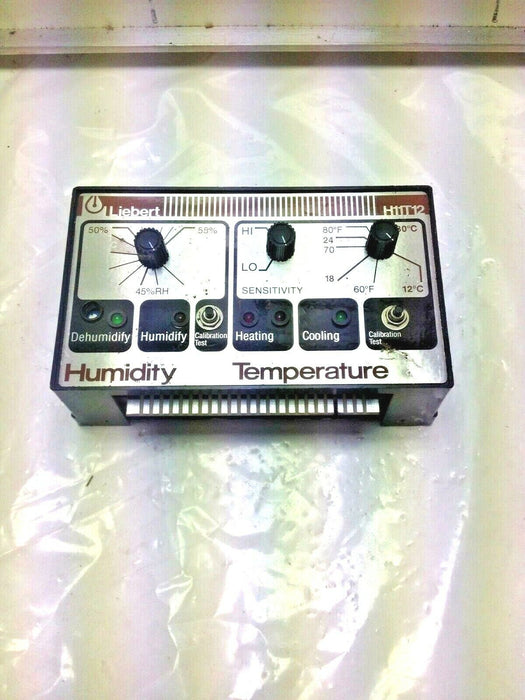 Liebert H11T12
50% 55%
45%RH
HI
LO
SENSITIVITY
80°F 30°C
24
70
18
60°F 12°C
Dehumidify
Humidify
Calibration
Test
Heating
Cooling
Calibration
Test
Humidity Temperature